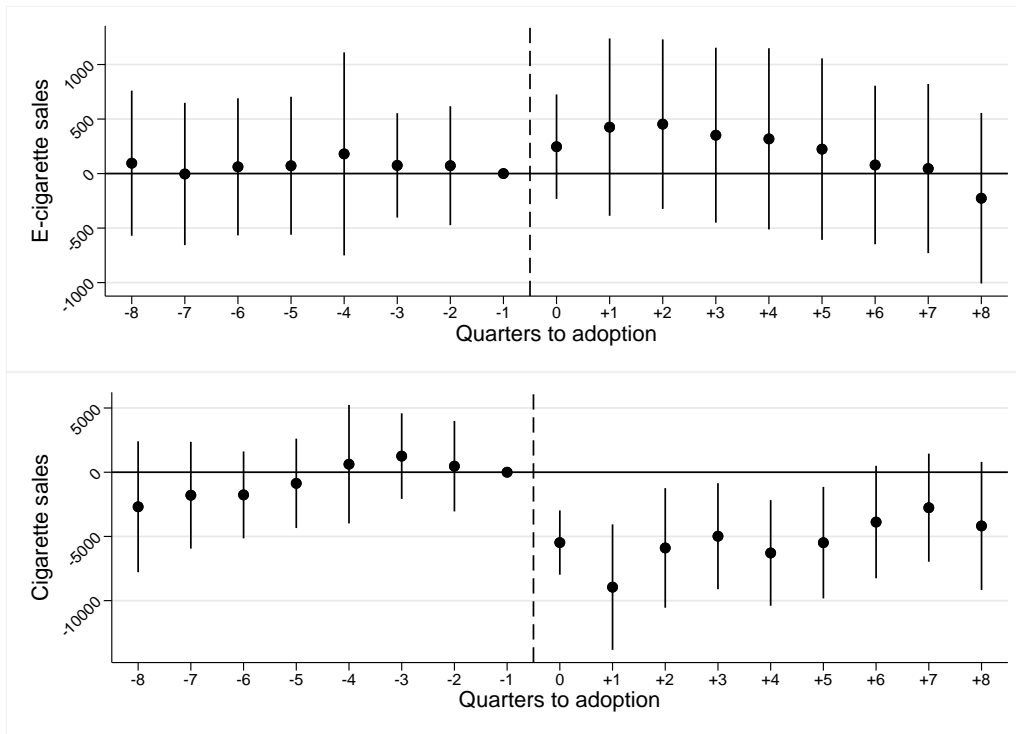 E-cigarette sales
1000
500
0
-500
-1000
-8 -7 -6 -5 -4 -3 -2 -1 0 +1 +2 +3 +4 +5 +6 +7 +8
Quarters to adoption
Cigarette sales
5000
0
-5000
-10000
-8 -7 -6 -5 -4 -3 -2 -1 0 +1 +2 +3 +4 +5 +6 +7 +8
Quarters to adoption